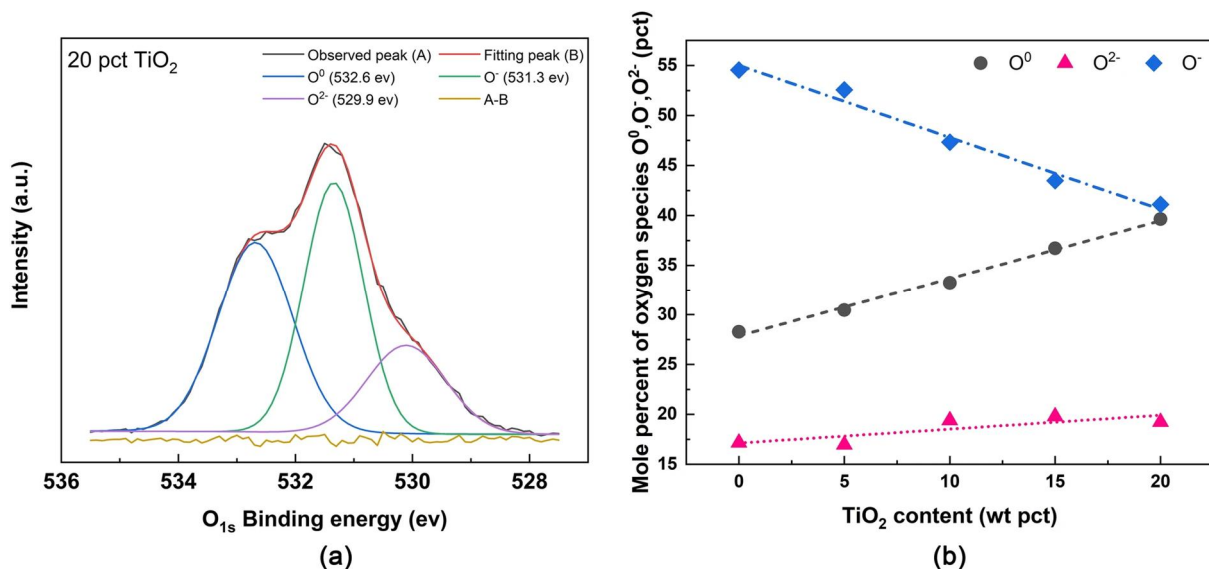 20 pct TiO₂
Observed peak (A) Fitting peak (B)
O⁰ (532.6 ev) O⁻ (531.3 ev)
O²⁻ (529.9 ev) A-B
Intensity (a.u.)
536 534 532 531 530 528
O₁ₛ Binding energy (ev)
(a)
O⁰ O²⁻ O⁻
Mole percent of oxygen species O⁰,O⁻,O²⁻ (pct)
55
50
45
40
35
30
25
20
15
0 5 10 15 20
TiO₂ content (wt pct)
(b)